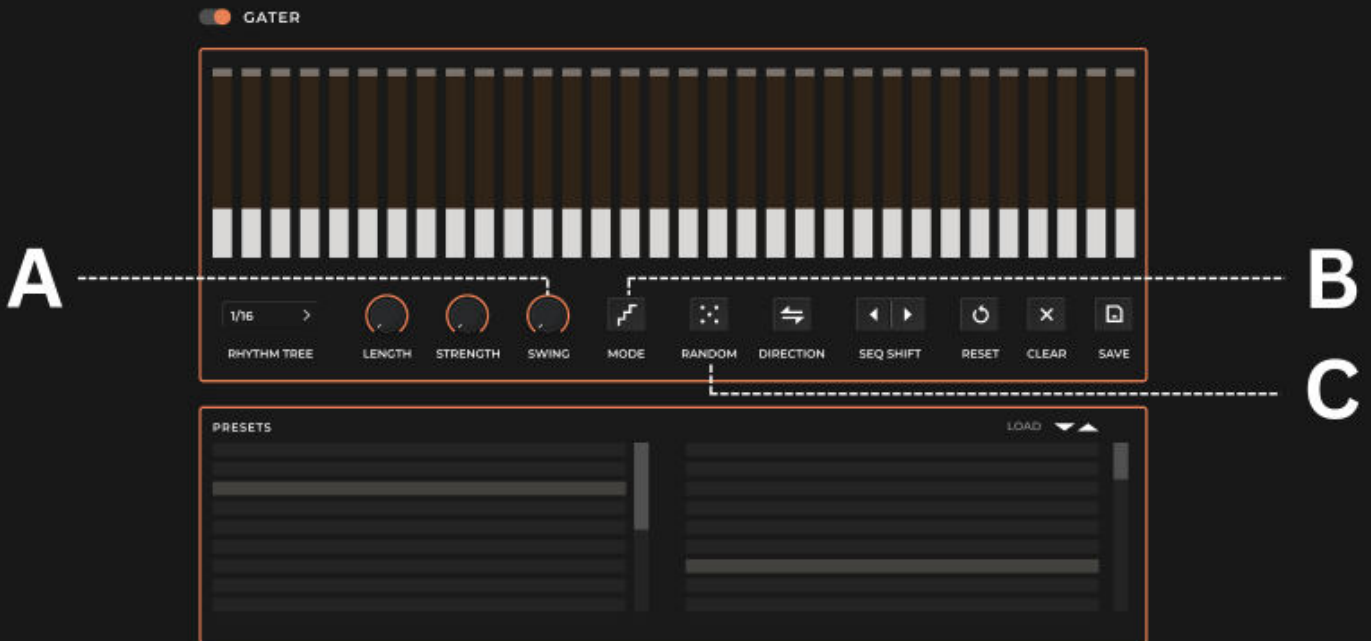 GATER
A
B
1/16
RHYTHM TREE LENGTH STRENGTH SWING MODE RANDOM DIRECTION SEQ SHIFT RESET CLEAR SAVE
C
PRESETS LOAD